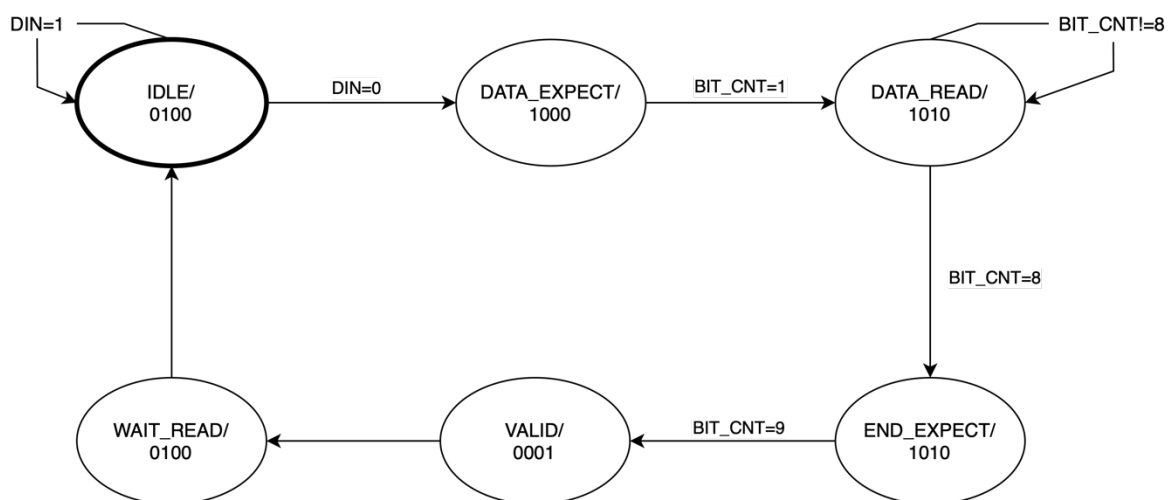 DIN=1
IDLE/
0100
DIN=0
DATA_EXPECT/
1000
BIT_CNT=1
DATA_READ/
1010
BIT_CNT!=8
BIT_CNT=8
WAIT_READ/
0100
VALID/
0001
BIT_CNT=9
END_EXPECT/
1010